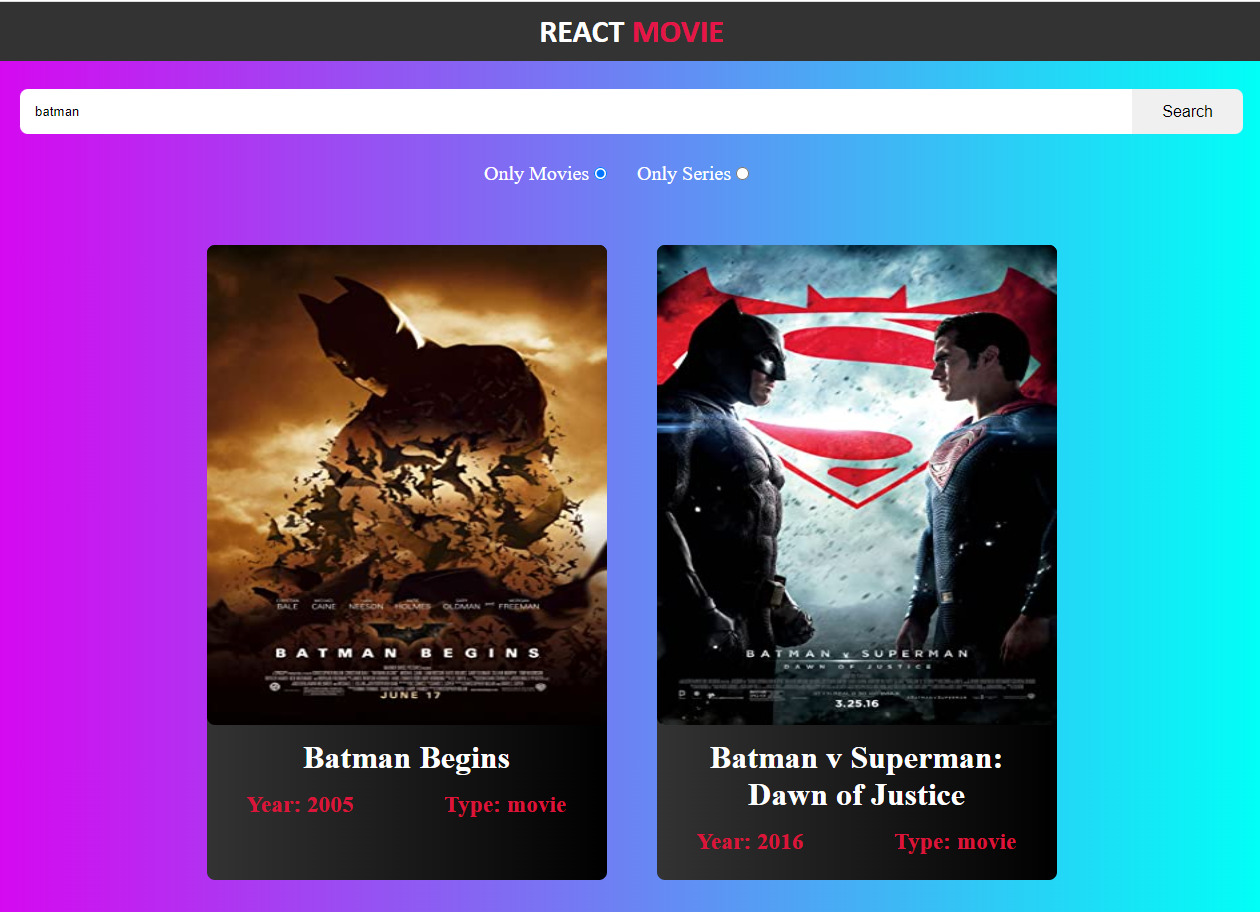 REACT MOVIE
batman
Search
Only Movies
Only Series
BALE CAINE NEESON HOLMES OLDMAN AND FREEMAN
BATMAN BEGINS
JUNE 17
BATMAN v SUPERMAN
DAWN OF JUSTICE
3.25.16
Batman Begins
Year: 2005 Type: movie
Batman v Superman:
Dawn of Justice
Year: 2016 Type: movie